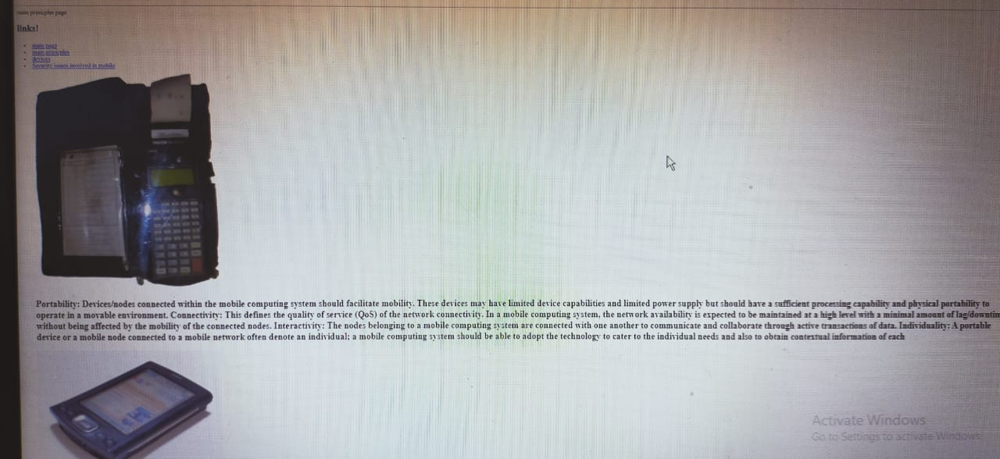 main principles page
links!
main page
main principles
devices
Security issues involved in mobile
Portability: Devices/nodes connected within the mobile computing system should facilitate mobility. These devices may have limited device capabilities and limited power supply but should have a sufficient processing capability and physical portability to
operate in a movable environment. Connectivity: This defines the quality of service (QoS) of the network connectivity. In a mobile computing system, the network availability is expected to be maintained at a high level with a minimal amount of lag/downtim
without being affected by the mobility of the connected nodes. Interactivity: The nodes belonging to a mobile computing system are connected with one another to communicate and collaborate through active transactions of data. Individuality: A portable
device or a mobile node connected to a mobile network often denote an individual; a mobile computing system should be able to adopt the technology to cater to the individual needs and also to obtain contextual information of each
Activate Windows
Go to Settings to activate Windows.